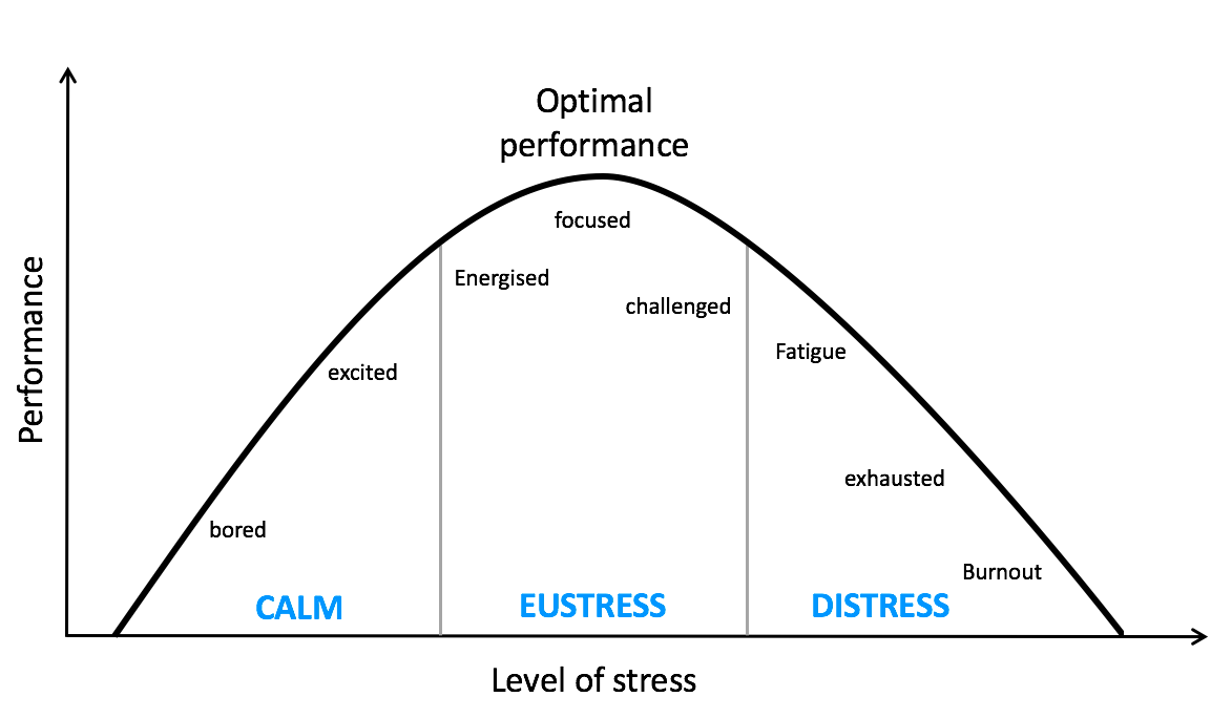 Optimal
performance
focused
Energised
challenged
Fatigue
excited
exhausted
bored
Burnout
CALM
EUSTRESS
DISTRESS
Performance
Level of stress